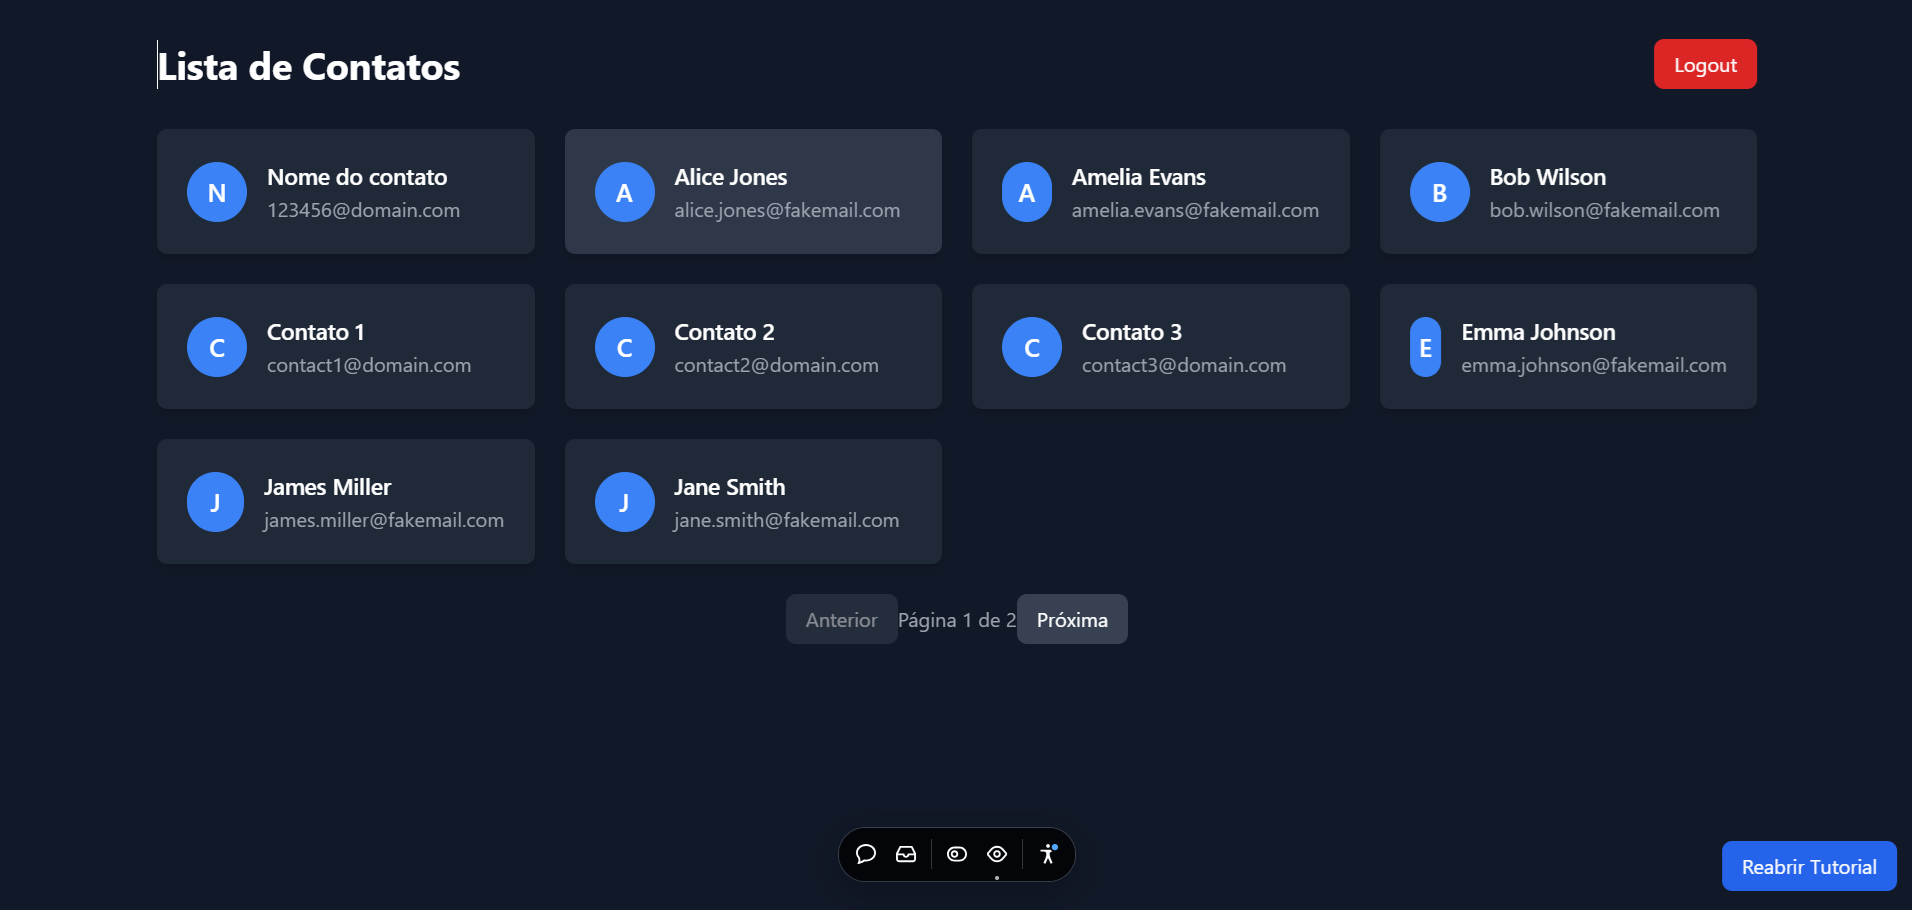 Lista de Contatos
Logout
N
Nome do contato
123456@domain.com
A
Alice Jones
alice.jones@fakemail.com
A
Amelia Evans
amelia.evans@fakemail.com
B
Bob Wilson
bob.wilson@fakemail.com
C
Contato 1
contact1@domain.com
C
Contato 2
contact2@domain.com
C
Contato 3
contact3@domain.com
E
Emma Johnson
emma.johnson@fakemail.com
J
James Miller
james.miller@fakemail.com
J
Jane Smith
jane.smith@fakemail.com
Anterior
Página 1 de 2
Próxima
Reabrir Tutorial